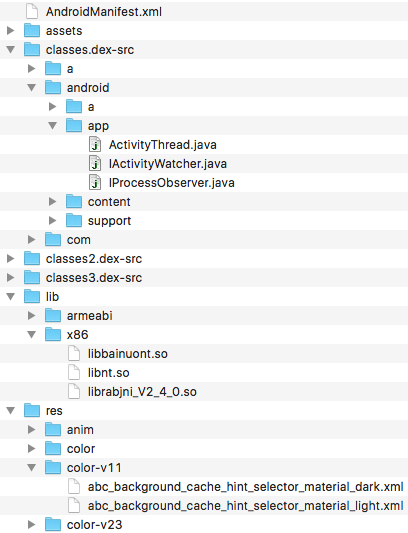 AndroidManifest.xml
assets
classes.dex-src
a
android
a
app
ActivityThread.java
IActivityWatcher.java
IProcessObserver.java
content
support
com
classes2.dex-src
classes3.dex-src
lib
armeabi
x86
libbainuont.so
libnt.so
librabjni_V2_4_0.so
res
anim
color
color-v11
abc_background_cache_hint_selector_material_dark.xml
abc_background_cache_hint_selector_material_light.xml
color-v23